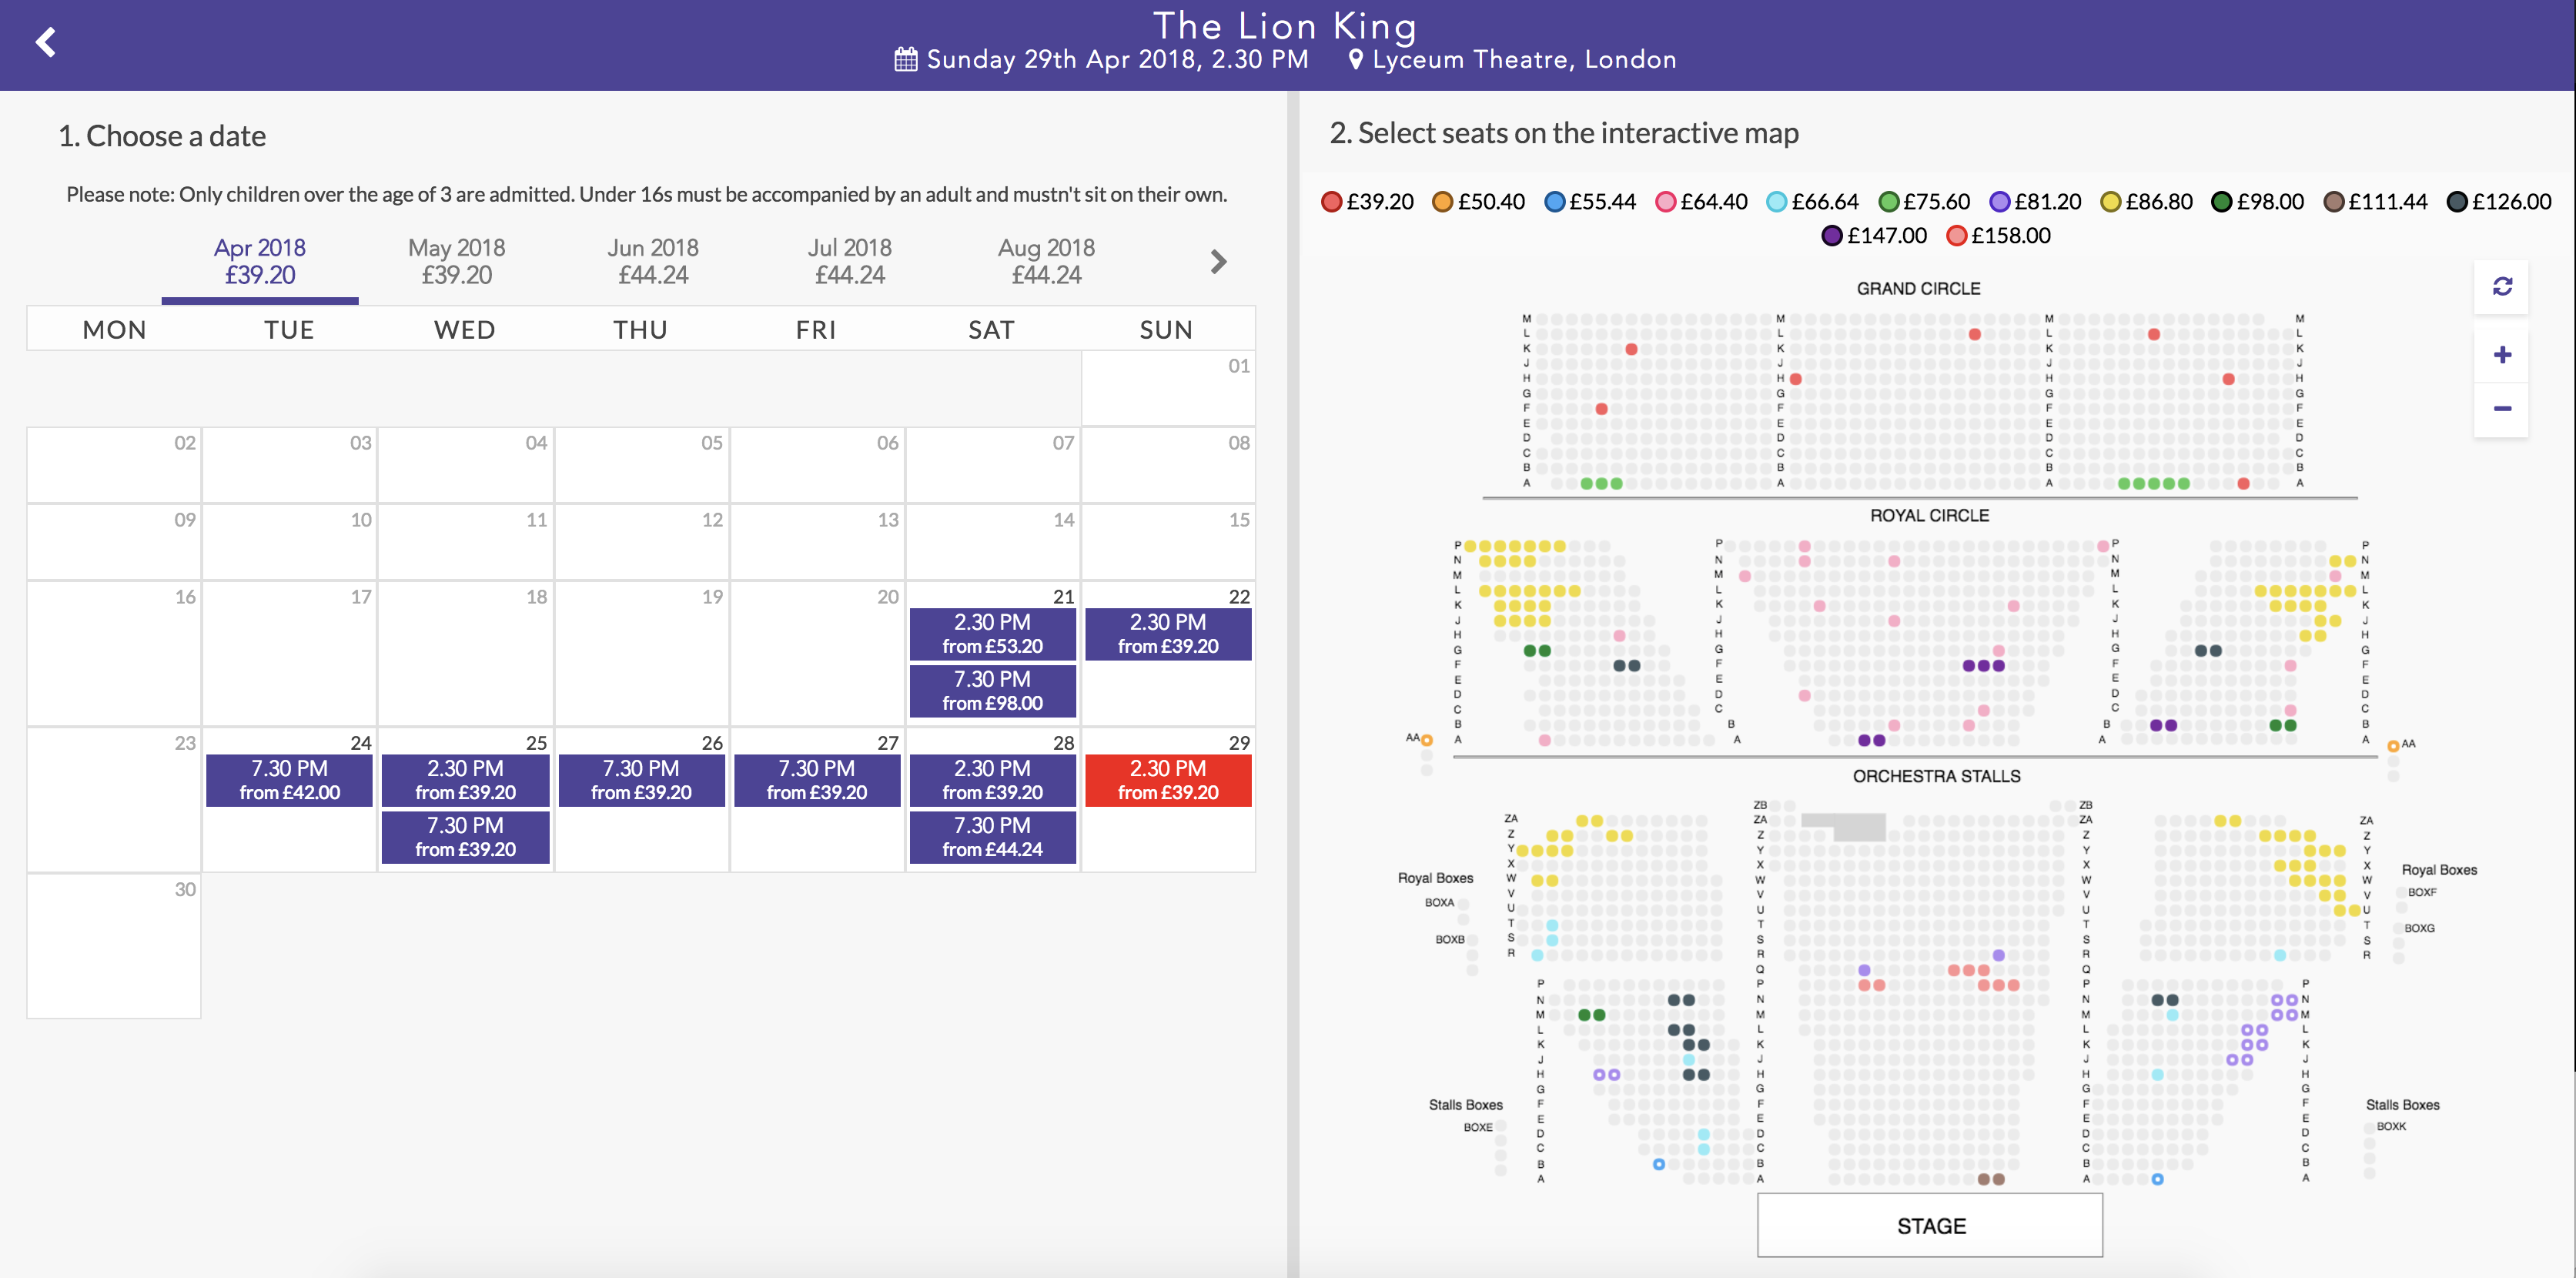 The Lion King
Sunday 29th Apr 2018, 2.30 PM Lyceum Theatre, London
1. Choose a date
Please note: Only children over the age of 3 are admitted. Under 16s must be accompanied by an adult and mustn't sit on their own.
Apr 2018 May 2018 Jun 2018 Jul 2018 Aug 2018
£39.20 £39.20 £44.24 £44.24 £44.24
MON TUE WED THU FRI SAT SUN
01
02 03 04 05 06 07 08
09 10 11 12 13 14 15
16 17 18 19 20 21 22
2.30 PM 2.30 PM
from £53.20 from £39.20
7.30 PM
from £98.00
23 24 25 26 27 28 29
7.30 PM 2.30 PM 7.30 PM 7.30 PM 2.30 PM 2.30 PM
from £42.00 from £39.20 from £39.20 from £39.20 from £39.20 from £39.20
7.30 PM 7.30 PM
from £39.20 from £44.24
30
2. Select seats on the interactive map
£39.20 £50.40 £55.44 £64.40 £66.64 £75.60 £81.20 £86.80 £98.00 £111.44 £126.00
£147.00 £158.00
GRAND CIRCLE
M M M M
L L L L
K K K K
J J J J
H H H H
G G G G
F F F F
E E E E
D D D D
C C C C
B B B B
A A A A
ROYAL CIRCLE
P P P P
N N N N
M M M M
L L L L
K K K K
J J J J
H H H H
G G G G
F F F F
E E E E
D D D D
C C C C
B B B B
AA A A A A AA
ORCHESTRA STALLS
ZB ZB
ZA ZA ZA ZA
Z Z Z Z
Y Y Y Y
X X X X
Royal Boxes W W W W Royal Boxes
V V V V BOXF
BOXA U U U U
T T T T BOXG
BOXB S S S S
R R R R
Q Q
P P P P
N N N N
M M M M
L L L L
K K K K
J J J J
H H H H
G G G G
Stalls Boxes F F F F Stalls Boxes
BOXE E E E E BOXK
D D D D
C C C C
B B B B
A A A A
STAGE